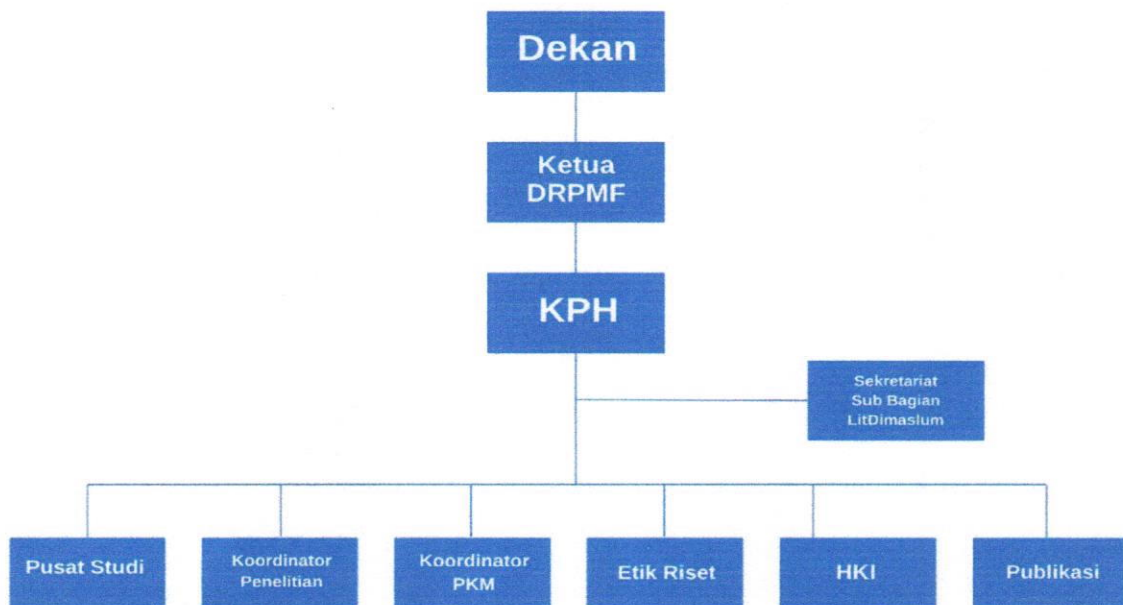 Dekan
Ketua
DRPMF
KPH
Sekretariat
Sub Bagian
LitDimaslum
Pusat Studi
Koordinator
Penelitian
Koordinator
PKM
Etik Riset
HKI
Publikasi